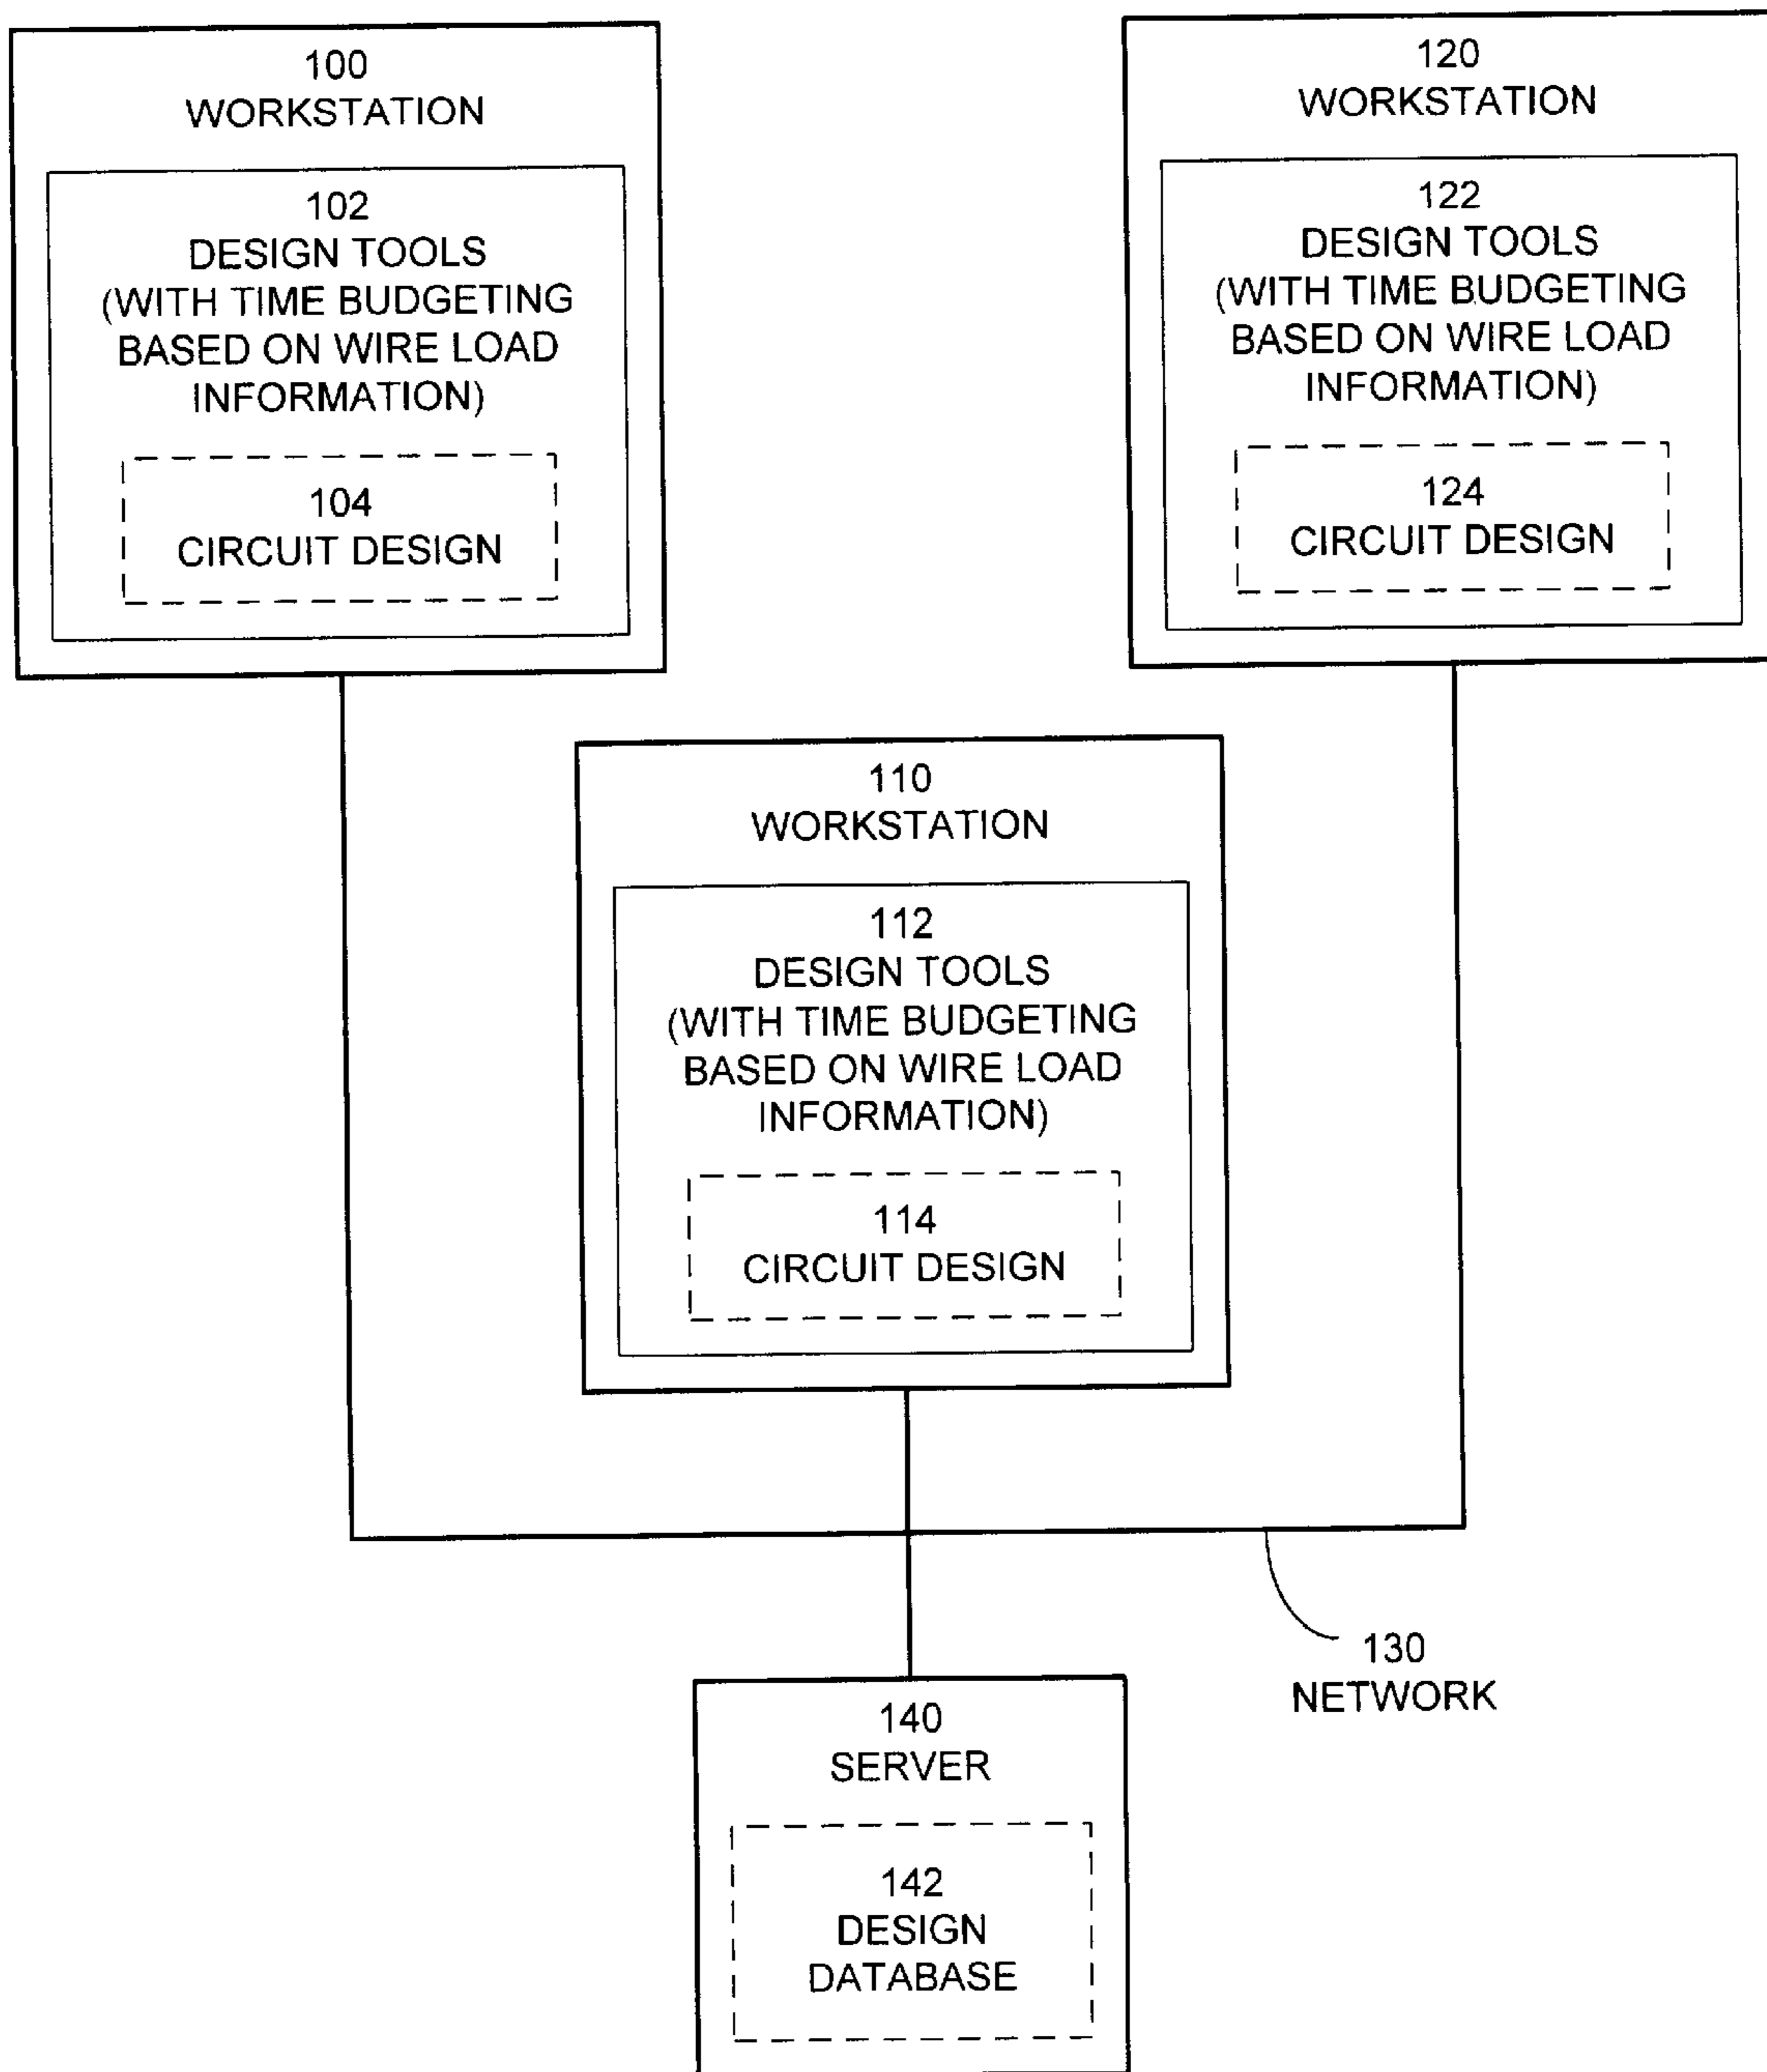 100
WORKSTATION
102
DESIGN TOOLS
(WITH TIME BUDGETING
BASED ON WIRE LOAD
INFORMATION)
104
CIRCUIT DESIGN
120
WORKSTATION
122
DESIGN TOOLS
(WITH TIME BUDGETING
BASED ON WIRE LOAD
INFORMATION)
124
CIRCUIT DESIGN
110
WORKSTATION
112
DESIGN TOOLS
(WITH TIME BUDGETING
BASED ON WIRE LOAD
INFORMATION)
114
CIRCUIT DESIGN
130
NETWORK
140
SERVER
142
DESIGN
DATABASE